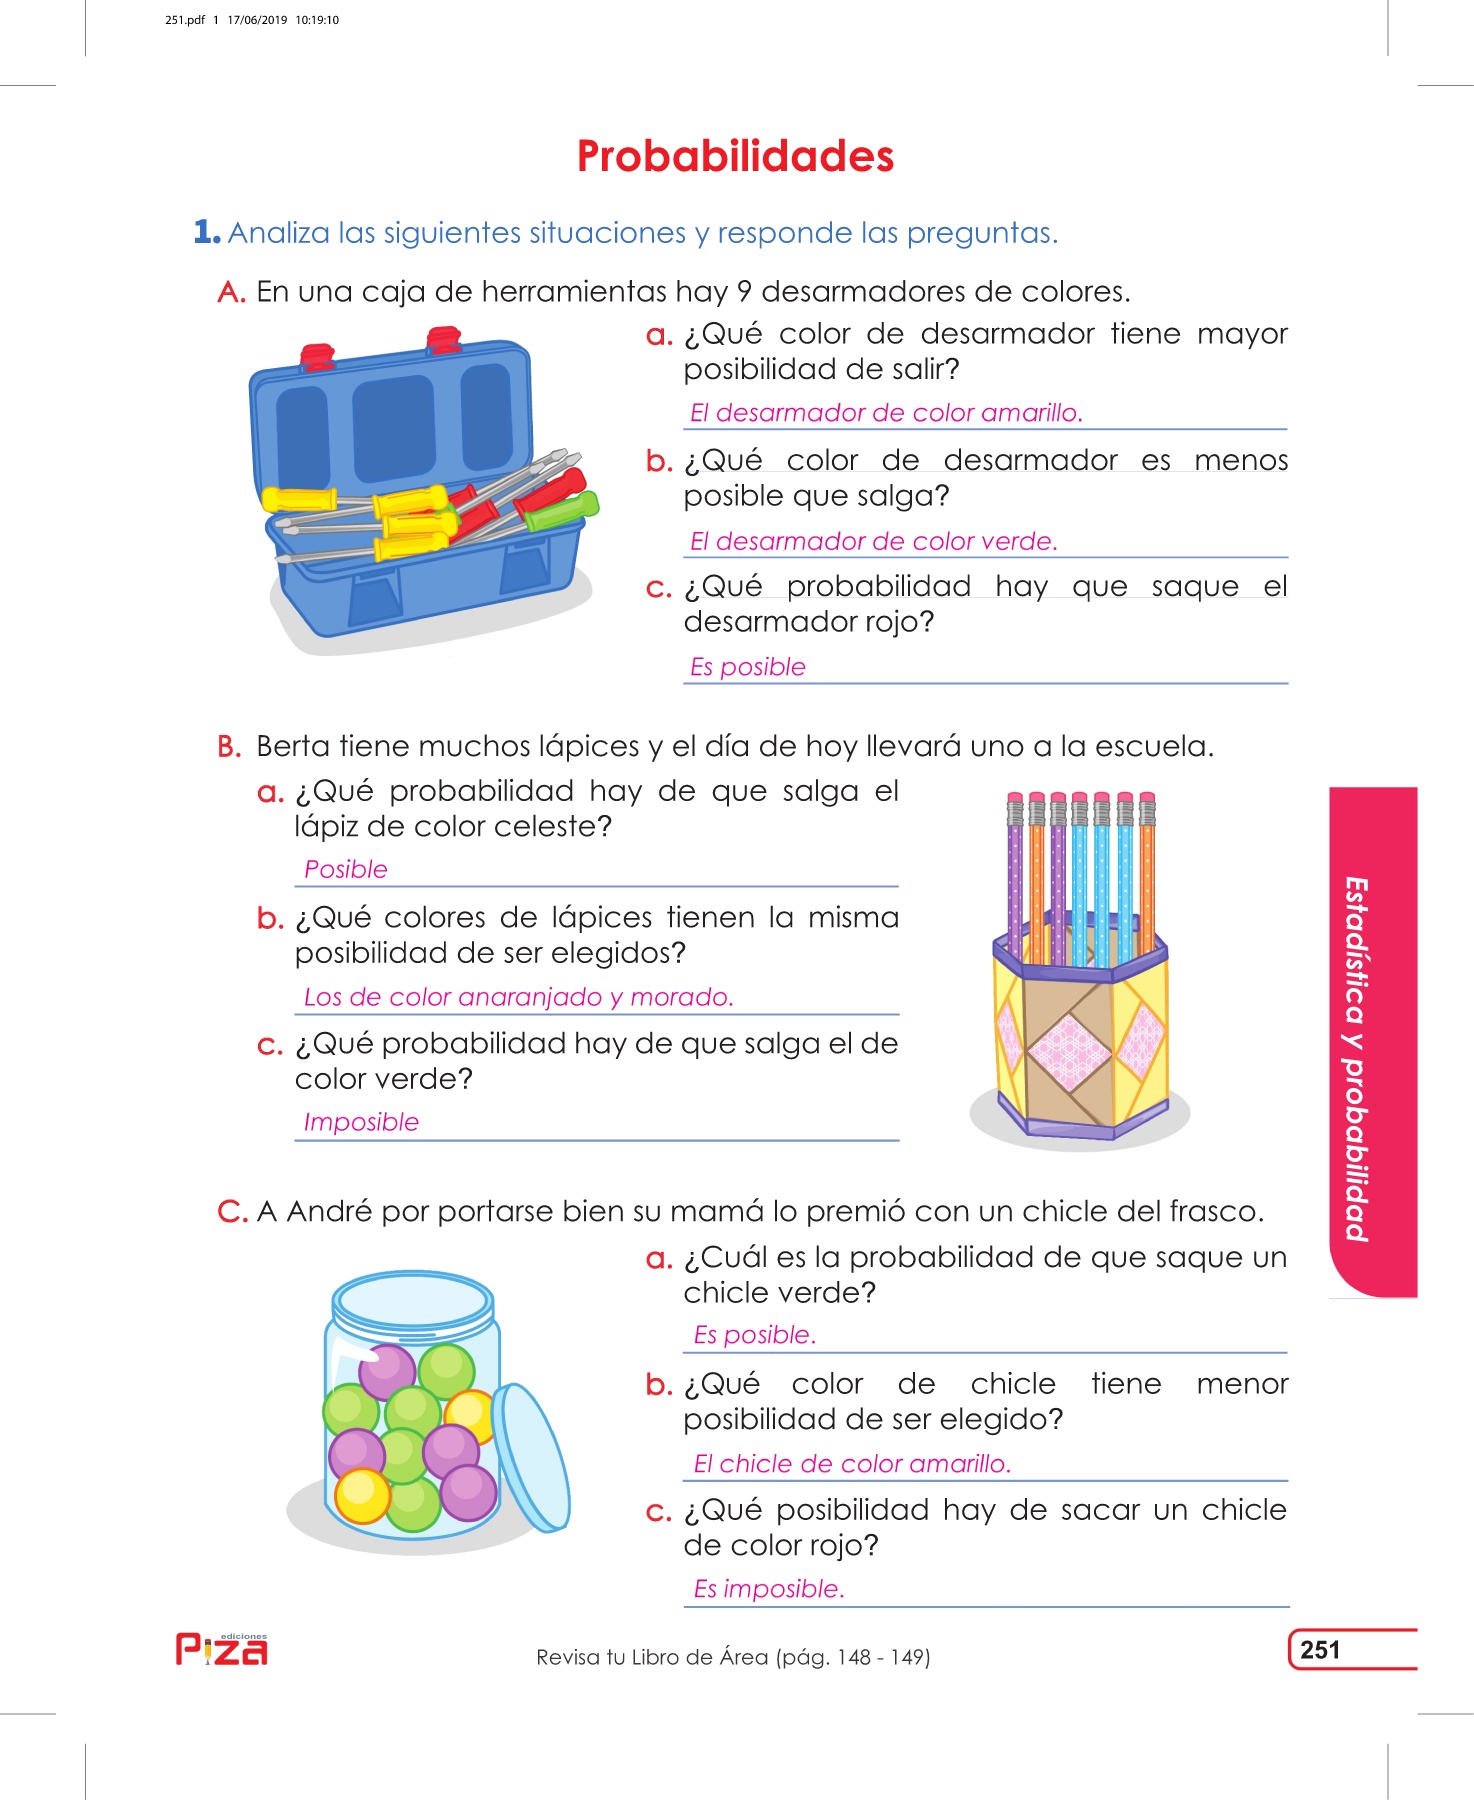 251.pdf 1 17/06/2019 10:19:10
Probabilidades
1. Analiza las siguientes situaciones y responde las preguntas.
A. En una caja de herramientas hay 9 desarmadores de colores.
a. ¿Qué color de desarmador tiene mayor
posibilidad de salir?
El desarmador de color amarillo.
b. ¿Qué color de desarmador es menos
posible que salga?
El desarmador de color verde.
c. ¿Qué probabilidad hay que saque el
desarmador rojo?
Es posible
B. Berta tiene muchos lápices y el día de hoy llevará uno a la escuela.
a. ¿Qué probabilidad hay de que salga el
lápiz de color celeste?
Posible
b. ¿Qué colores de lápices tienen la misma
posibilidad de ser elegidos?
Los de color anaranjado y morado.
c. ¿Qué probabilidad hay de que salga el de
color verde?
Imposible
Estadística y probabilidad
C. A André por portarse bien su mamá lo premió con un chicle del frasco.
a. ¿Cuál es la probabilidad de que saque un
chicle verde?
Es posible.
b. ¿Qué color de chicle tiene menor
posibilidad de ser elegido?
El chicle de color amarillo.
c. ¿Qué posibilidad hay de sacar un chicle
de color rojo?
Es imposible.
ediciones
Piza
Revisa tu Libro de Área (pág. 148 - 149)
251